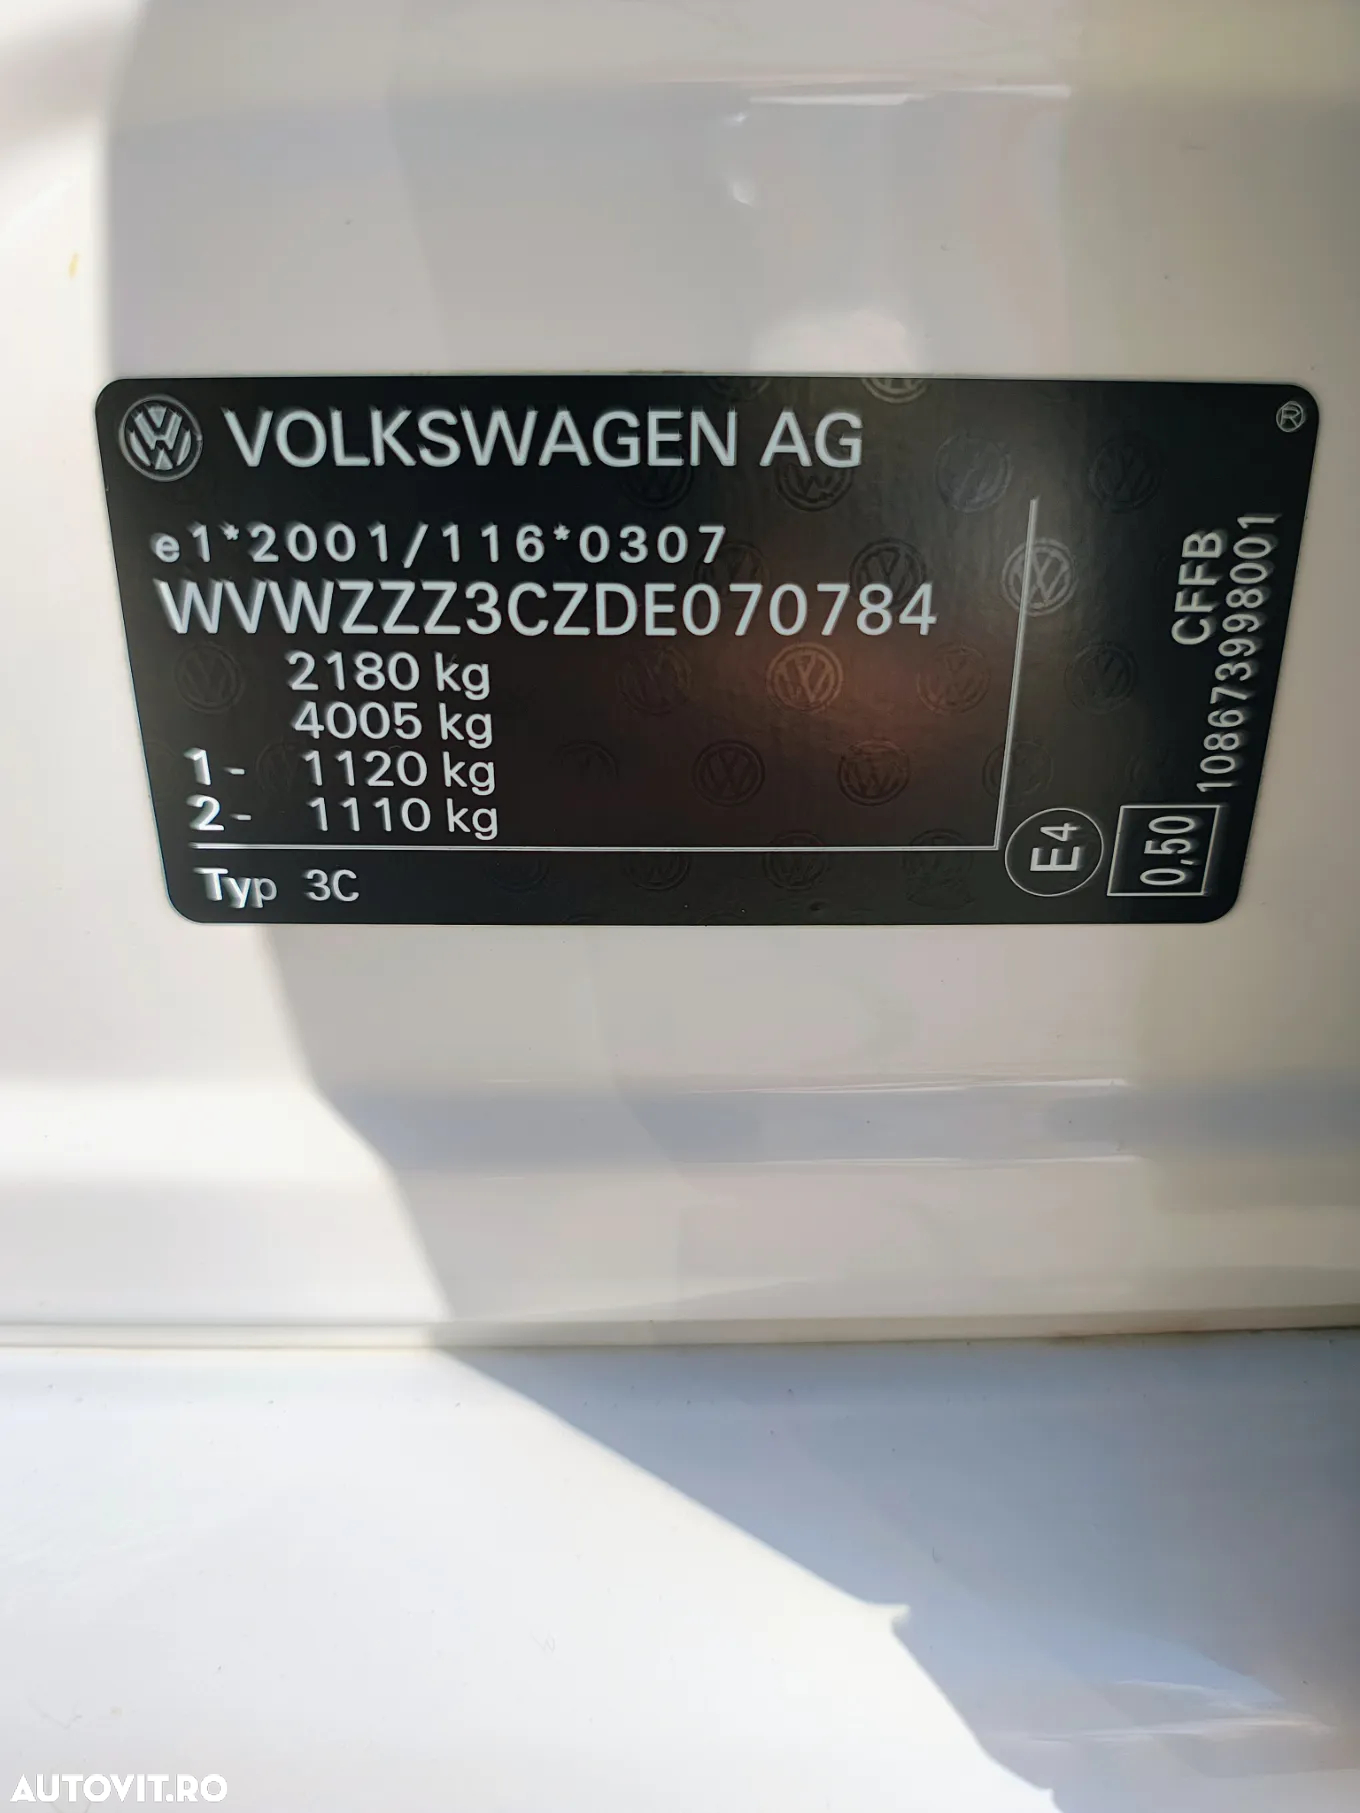 VOLKSWAGEN AG ®
e1*2001/116*0307
WVWZZZ3CZDE070784
2180 kg
4005 kg
1- 1120 kg
2- 1110 kg
Typ 3C
CFFB
108673998001
E4
0,50
AUTOVIT.RO